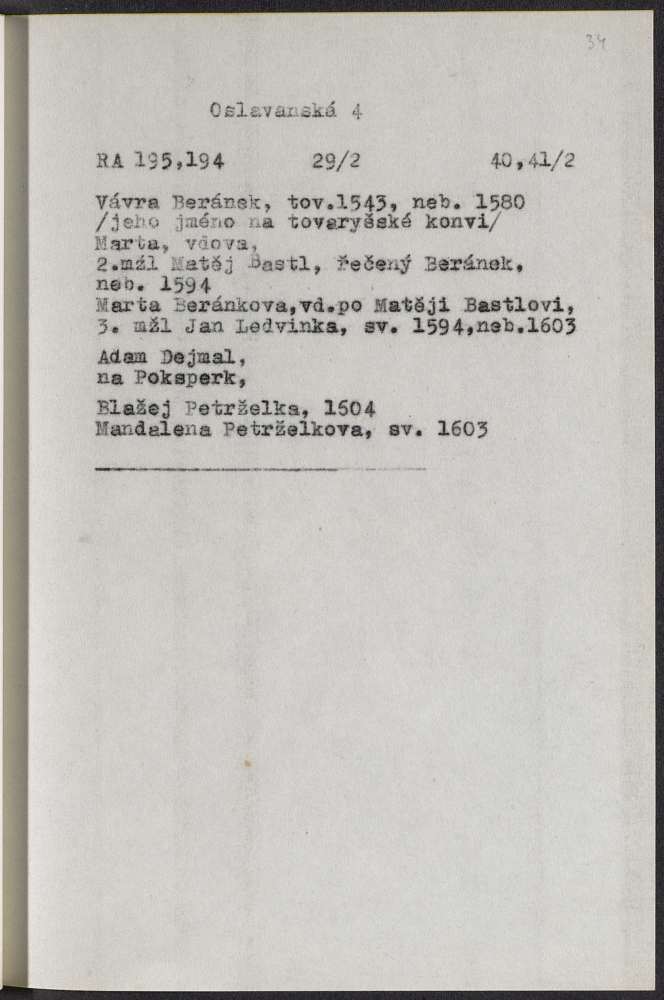 34
Oslavanská 4
RA 195,194 29/2 40,41/2
Vávra Beránek, tov.1543, neb. 1580
/jeho jméno na tovaryšské konvi/
Marta, vdova,
2.mžl Matěj Bastl, řečený Beránek,
neb. 1594
Marta Beránkova,vd.po Matěji Bastlovi,
3. mžl Jan Ledvinka, sv. 1594,neb.1603
Adam Dejmal,
na Poksperk,
Blažej Petrželka, 1604
Mandalena Petrželkova, sv. 1603